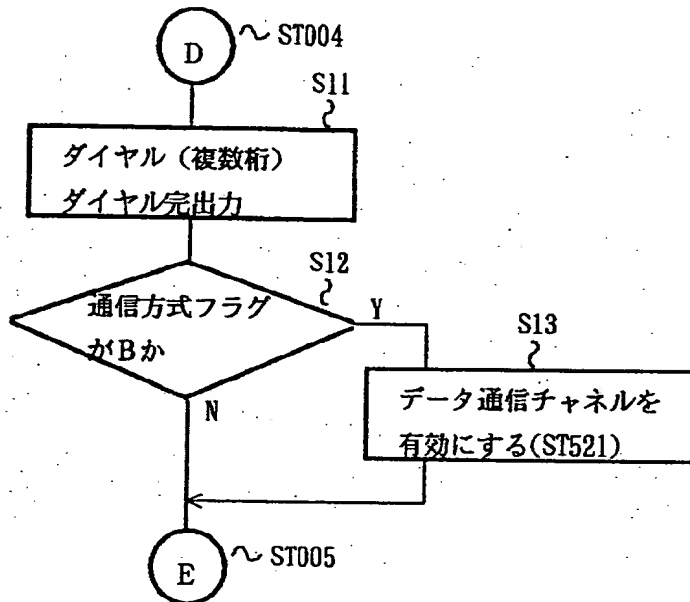 D
ST004
S11
ダイヤル（複数桁）
ダイヤル完出力
S12
通信方式フラグ
がBか
Y
N
S13
データ通信チャネルを
有効にする(ST521)
E
ST005